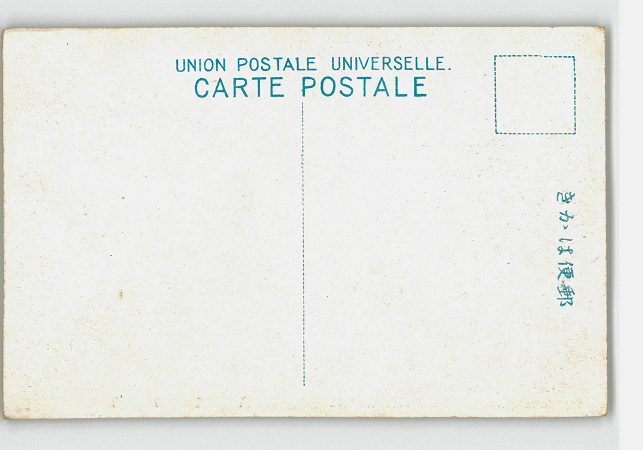 UNION POSTALE UNIVERSELLE.
CARTE POSTALE
きかは便郵